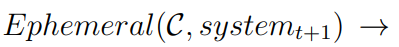 Ephemeral(𝒞, system_{t+1}) →